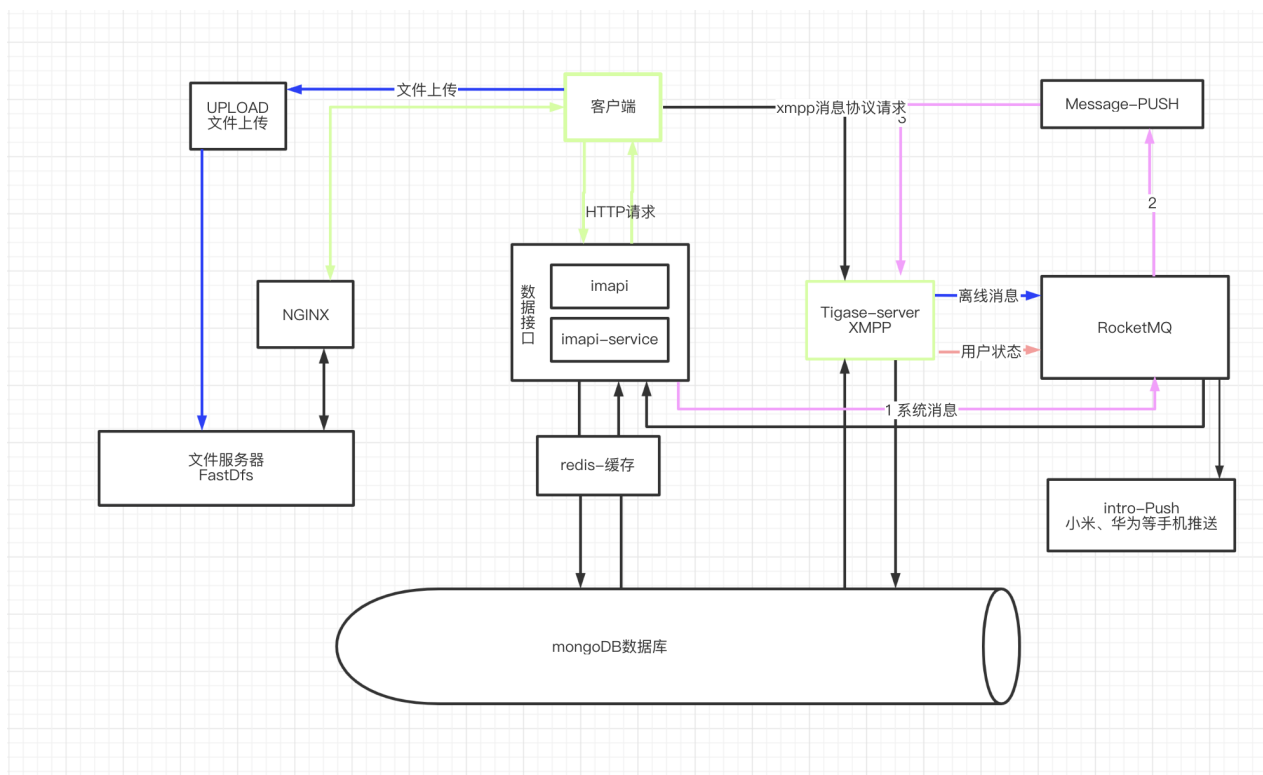 文件上传
客户端
UPLOAD
文件上传
xmpp消息协议请求
3
Message-PUSH
2
HTTP请求
数据接口
imapi
imapi-service
NGINX
Tigase-server
XMPP
离线消息
用户状态
RocketMQ
1 系统消息
文件服务器
FastDfs
redis-缓存
intro-Push
小米、华为等手机推送
mongoDB数据库